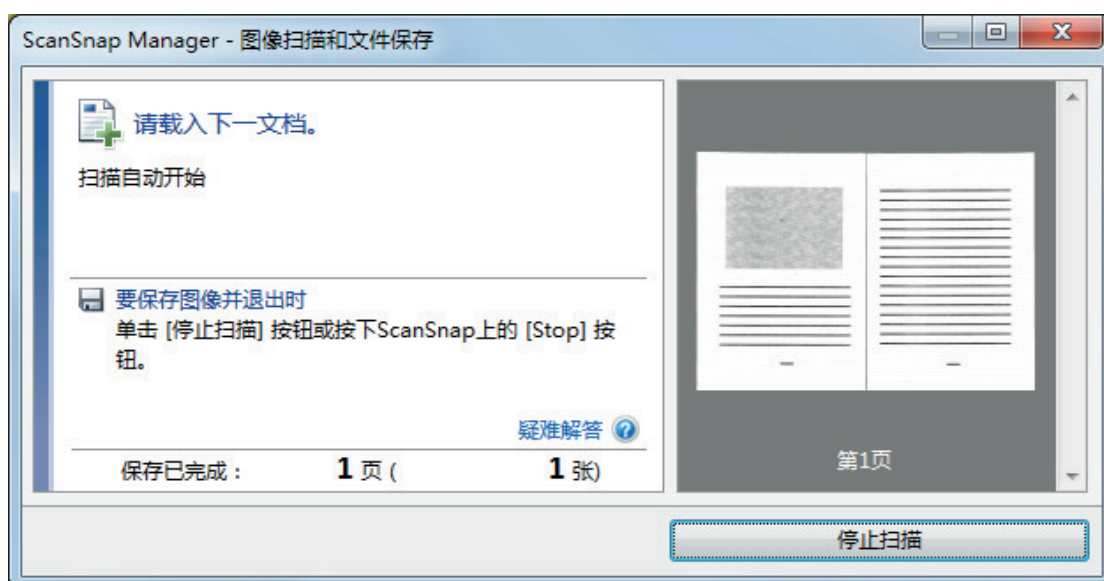 ScanSnap Manager - 图像扫描和文件保存
请载入下一文档。
扫描自动开始
要保存图像并退出时
单击 [停止扫描] 按钮或按下ScanSnap上的 [Stop] 按
钮。
疑难解答
保存已完成： 1 页 ( 1 张)
第1页
停止扫描